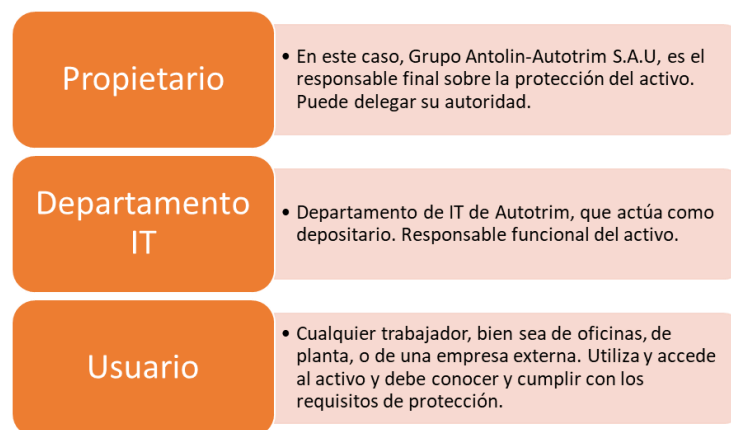 Propietario
• En este caso, Grupo Antolin-Autotrim S.A.U, es el
responsable final sobre la protección del activo.
Puede delegar su autoridad.
Departamento
IT
• Departamento de IT de Autotrim, que actúa como
depositario. Responsable funcional del activo.
Usuario
• Cualquier trabajador, bien sea de oficinas, de
planta, o de una empresa externa. Utiliza y accede
al activo y debe conocer y cumplir con los
requisitos de protección.